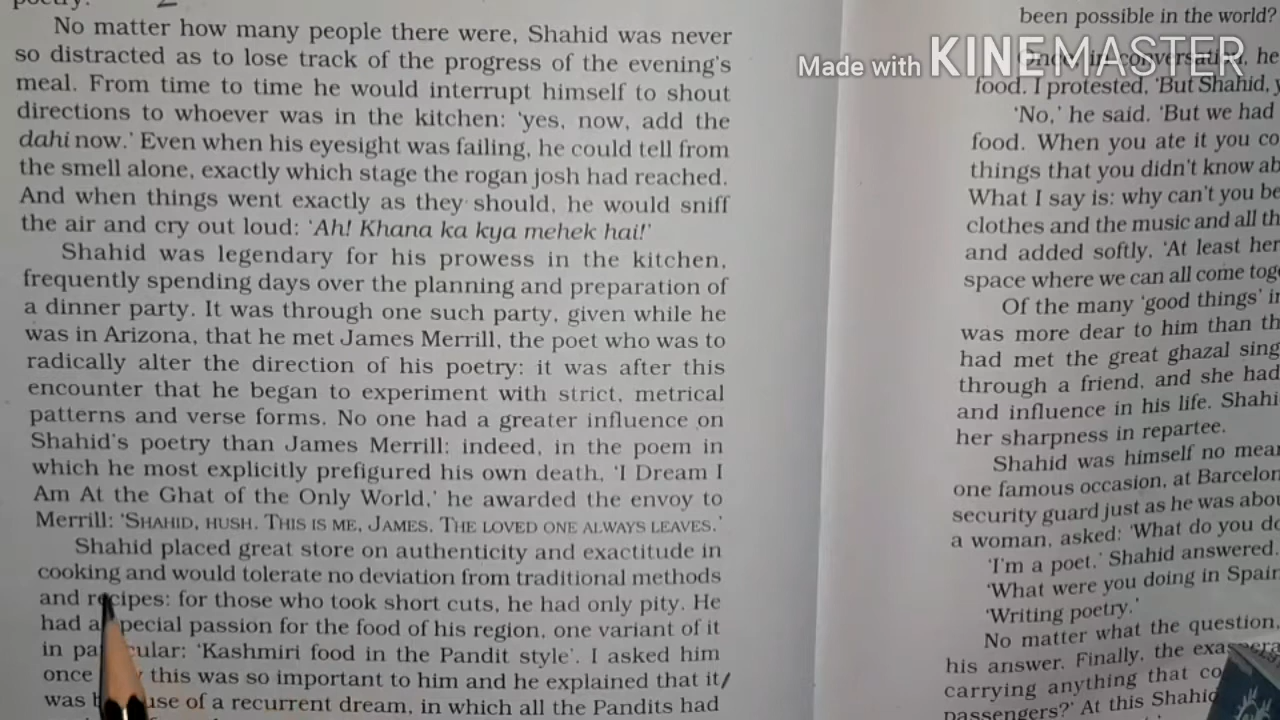 poetry.
No matter how many people there were, Shahid was never
so distracted as to lose track of the progress of the evening's
meal. From time to time he would interrupt himself to shout
directions to whoever was in the kitchen: 'yes, now, add the
dahi now.' Even when his eyesight was failing, he could tell from
the smell alone, exactly which stage the rogan josh had reached.
And when things went exactly as they should, he would sniff
the air and cry out loud: 'Ah! Khana ka kya mehek hai!'
Shahid was legendary for his prowess in the kitchen,
frequently spending days over the planning and preparation of
a dinner party. It was through one such party, given while he
was in Arizona, that he met James Merrill, the poet who was to
radically alter the direction of his poetry: it was after this
encounter that he began to experiment with strict, metrical
patterns and verse forms. No one had a greater influence on
Shahid's poetry than James Merrill: indeed, in the poem in
which he most explicitly prefigured his own death, 'I Dream I
Am At the Ghat of the Only World,' he awarded the envoy to
Merrill: 'SHAHID, HUSH. THIS IS ME, JAMES. THE LOVED ONE ALWAYS LEAVES.'
Shahid placed great store on authenticity and exactitude in
cooking and would tolerate no deviation from traditional methods
and recipes: for those who took short cuts, he had only pity. He
had a special passion for the food of his region, one variant of it
in particular: 'Kashmiri food in the Pandit style'. I asked him
once this was so important to him and he explained that it
was because of a recurrent dream, in which all the Pandits had
been possible in the world?
Once, in conversation, he
food. I protested, 'But Shahid,
'No,' he said. 'But we had
food. When you ate it you
things that you didn't know
What I say is: why can't you
clothes and the music and all
and added softly, 'At least
space where we can all come
Of the many 'good things'
was more dear to him than
had met the great ghazal
through a friend, and she had
and influence in his life.
her sharpness in repartee.
Shahid was himself no
one famous occasion, at
security guard just as he was
a woman, asked: 'What do you
'I'm a poet,' Shahid answered.
'What were you doing in
'Writing poetry.'
No matter what the question,
his answer. Finally, the
carrying anything that
passengers?' At this
Made with KINEMASTER